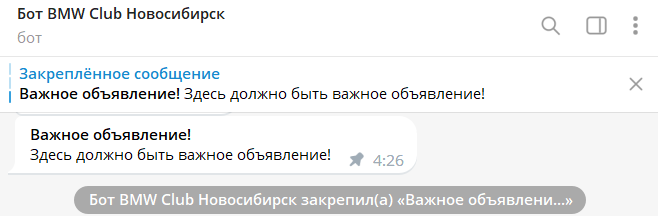 Бот BMW Club Новосибирск
бот
Закреплённое сообщение
Важное объявление! Здесь должно быть важное объявление!
Важное объявление!
Здесь должно быть важное объявление! 4:26
Бот BMW Club Новосибирск закрепил(а) «Важное объявлени...»